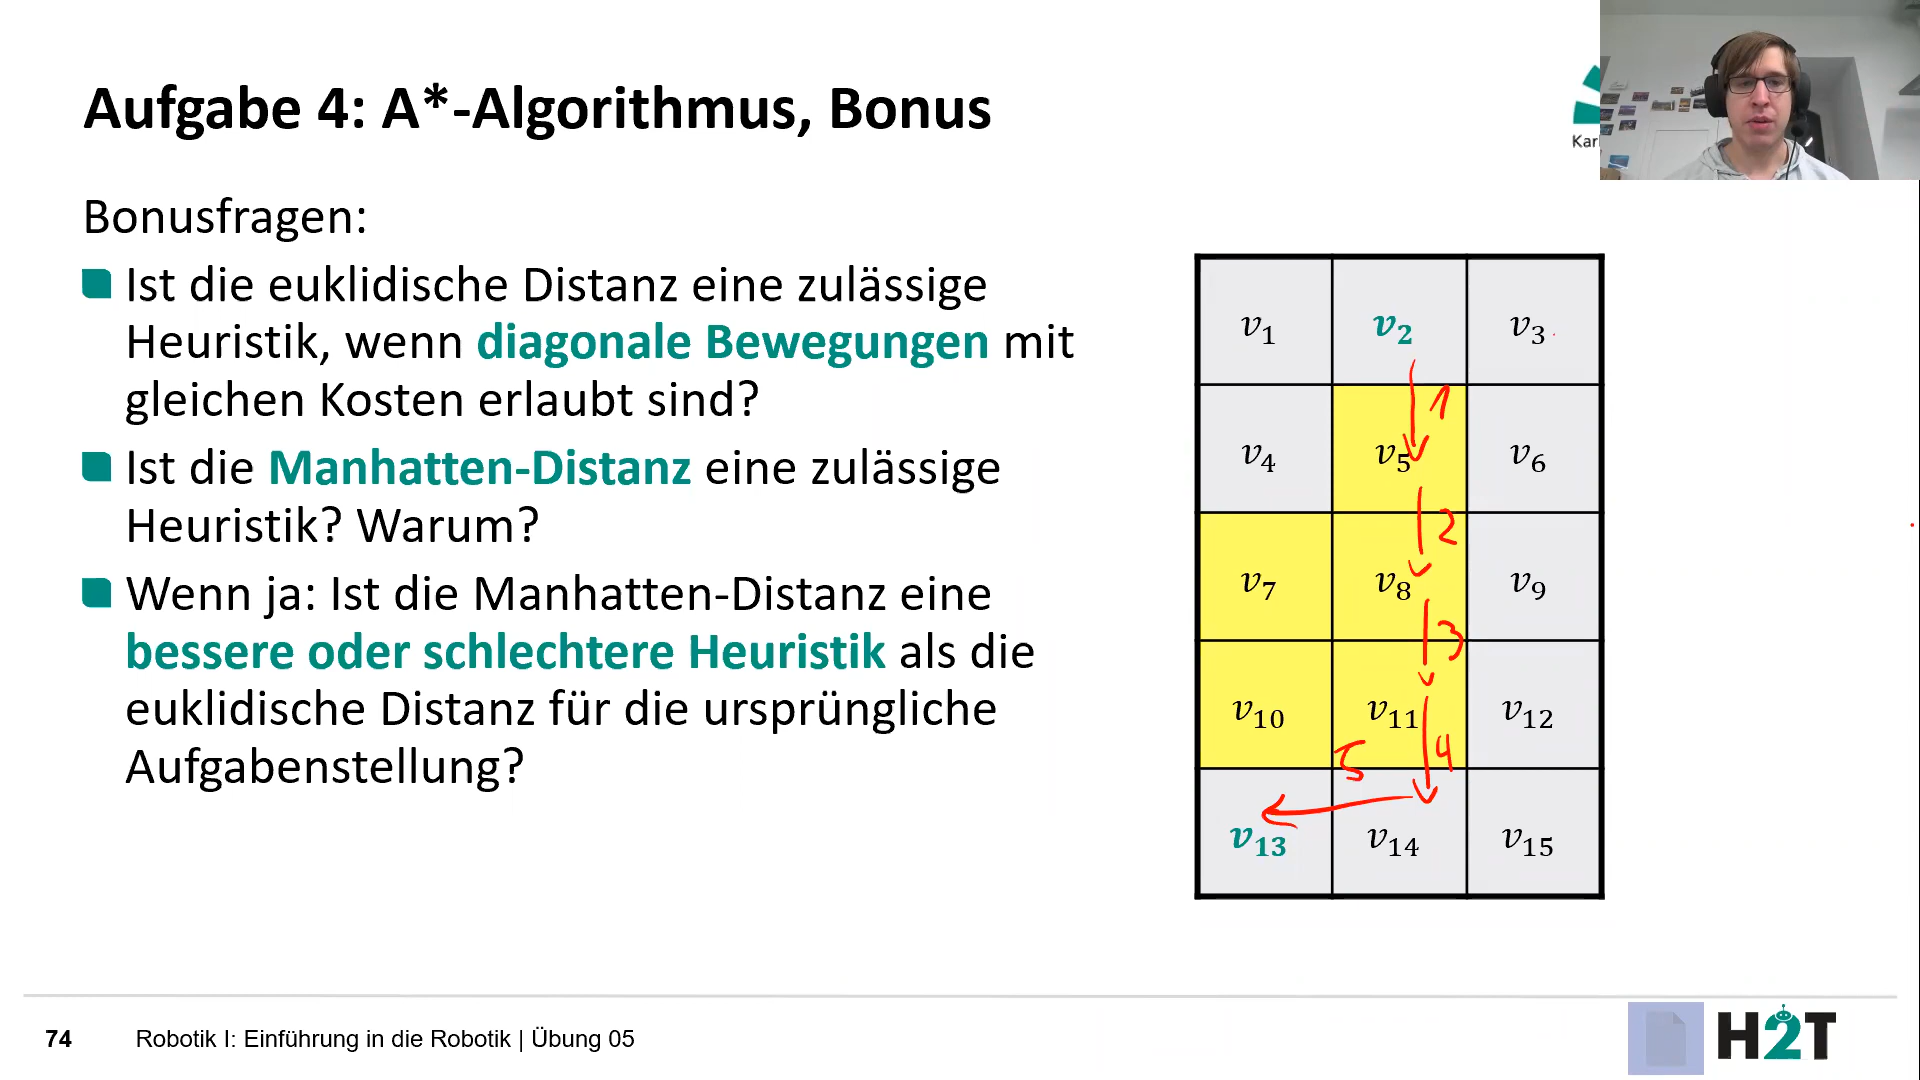 Aufgabe 4: A*-Algorithmus, Bonus
Kar
Bonusfragen:
Ist die euklidische Distanz eine zulässige
Heuristik, wenn diagonale Bewegungen mit
gleichen Kosten erlaubt sind?
Ist die Manhatten-Distanz eine zulässige
Heuristik? Warum?
Wenn ja: Ist die Manhatten-Distanz eine
bessere oder schlechtere Heuristik als die
euklidische Distanz für die ursprüngliche
Aufgabenstellung?
v1 v2 v3
1
v4 v5 v6
2
v7 v8 v9
3
v10 v11 v12
5 4
v13 v14 v15
74 Robotik I: Einführung in die Robotik | Übung 05
H2T